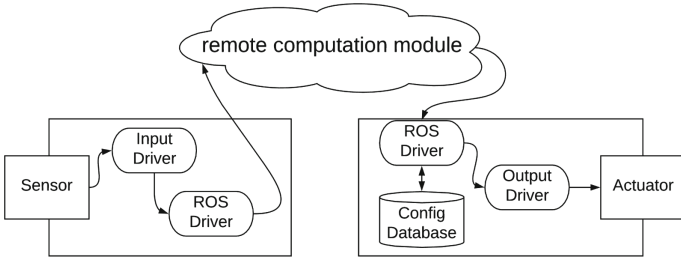 remote computation module
Sensor
Input
Driver
ROS
Driver
ROS
Driver
Config
Database
Output
Driver
Actuator